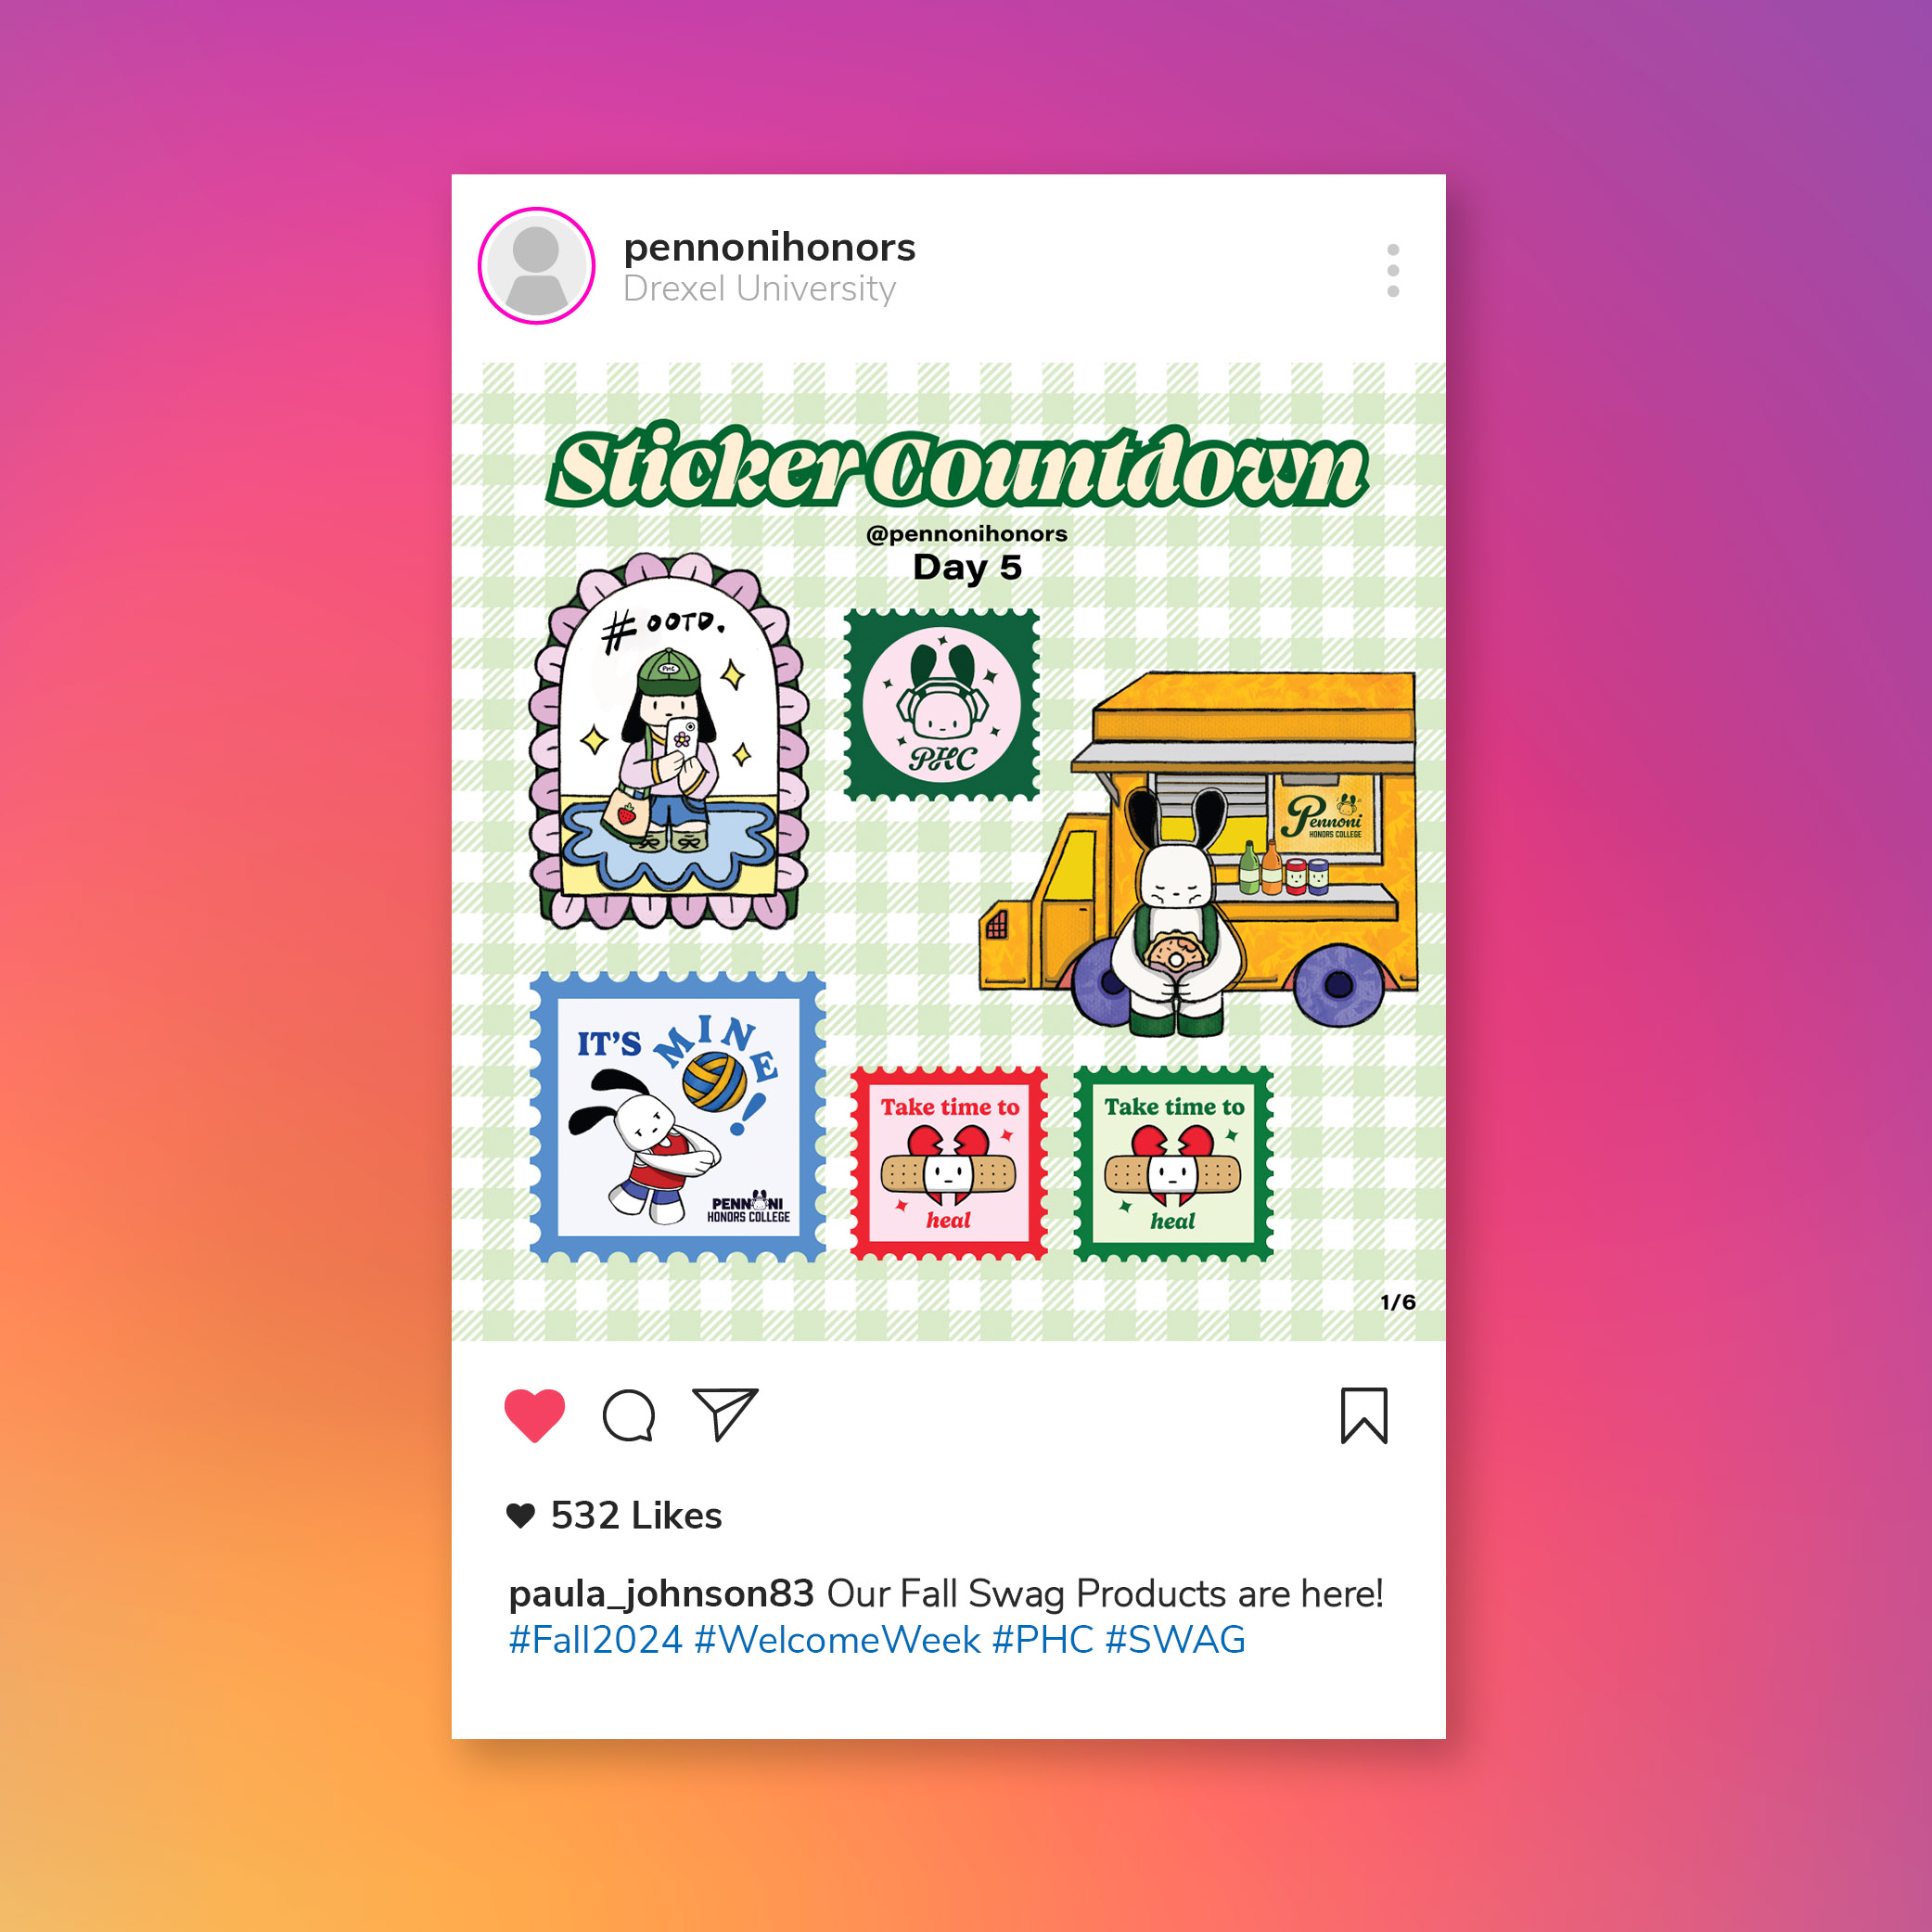 pennonihonors
Drexel University
Sticker Countdown
@pennonihonors
Day 5
#OOTD.
PHC
PHC
Pennoni
HONORS COLLEGE
IT'S MINE!
PENNONI
HONORS COLLEGE
Take time to
heal
Take time to
heal
1/6
532 Likes
paula_johnson83 Our Fall Swag Products are here!
#Fall2024 #WelcomeWeek #PHC #SWAG